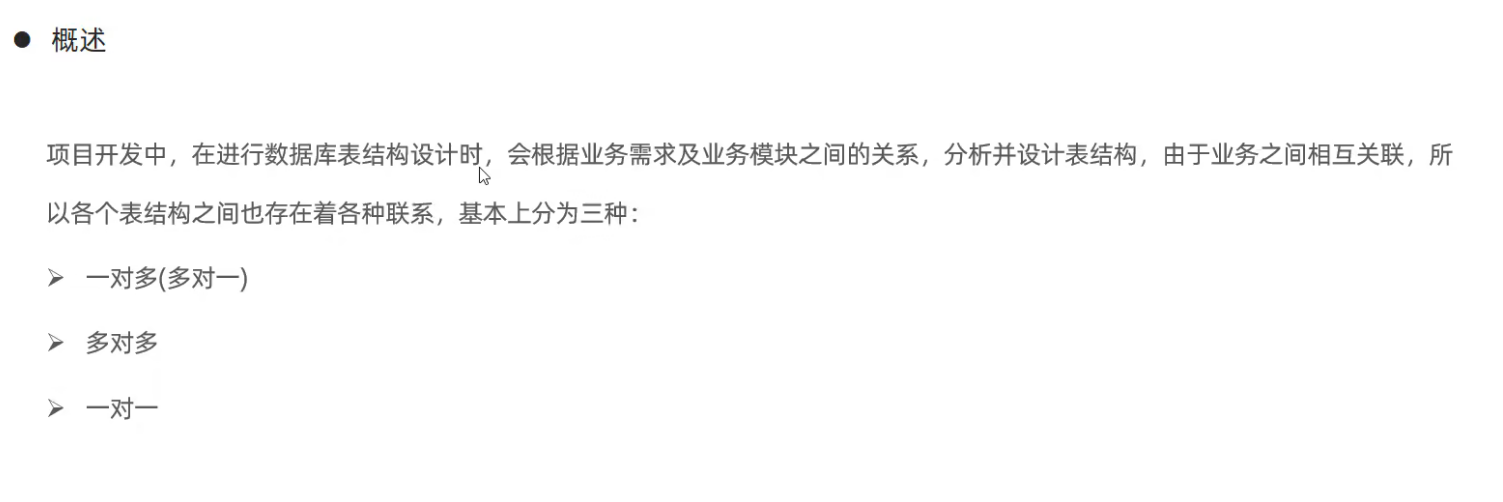 ● 概述
项目开发中，在进行数据库表结构设计时，会根据业务需求及业务模块之间的关系，分析并设计表结构，由于业务之间相互关联，所
以各个表结构之间也存在着各种联系，基本上分为三种：
➢ 一对多(多对一)
➢ 多对多
➢ 一对一